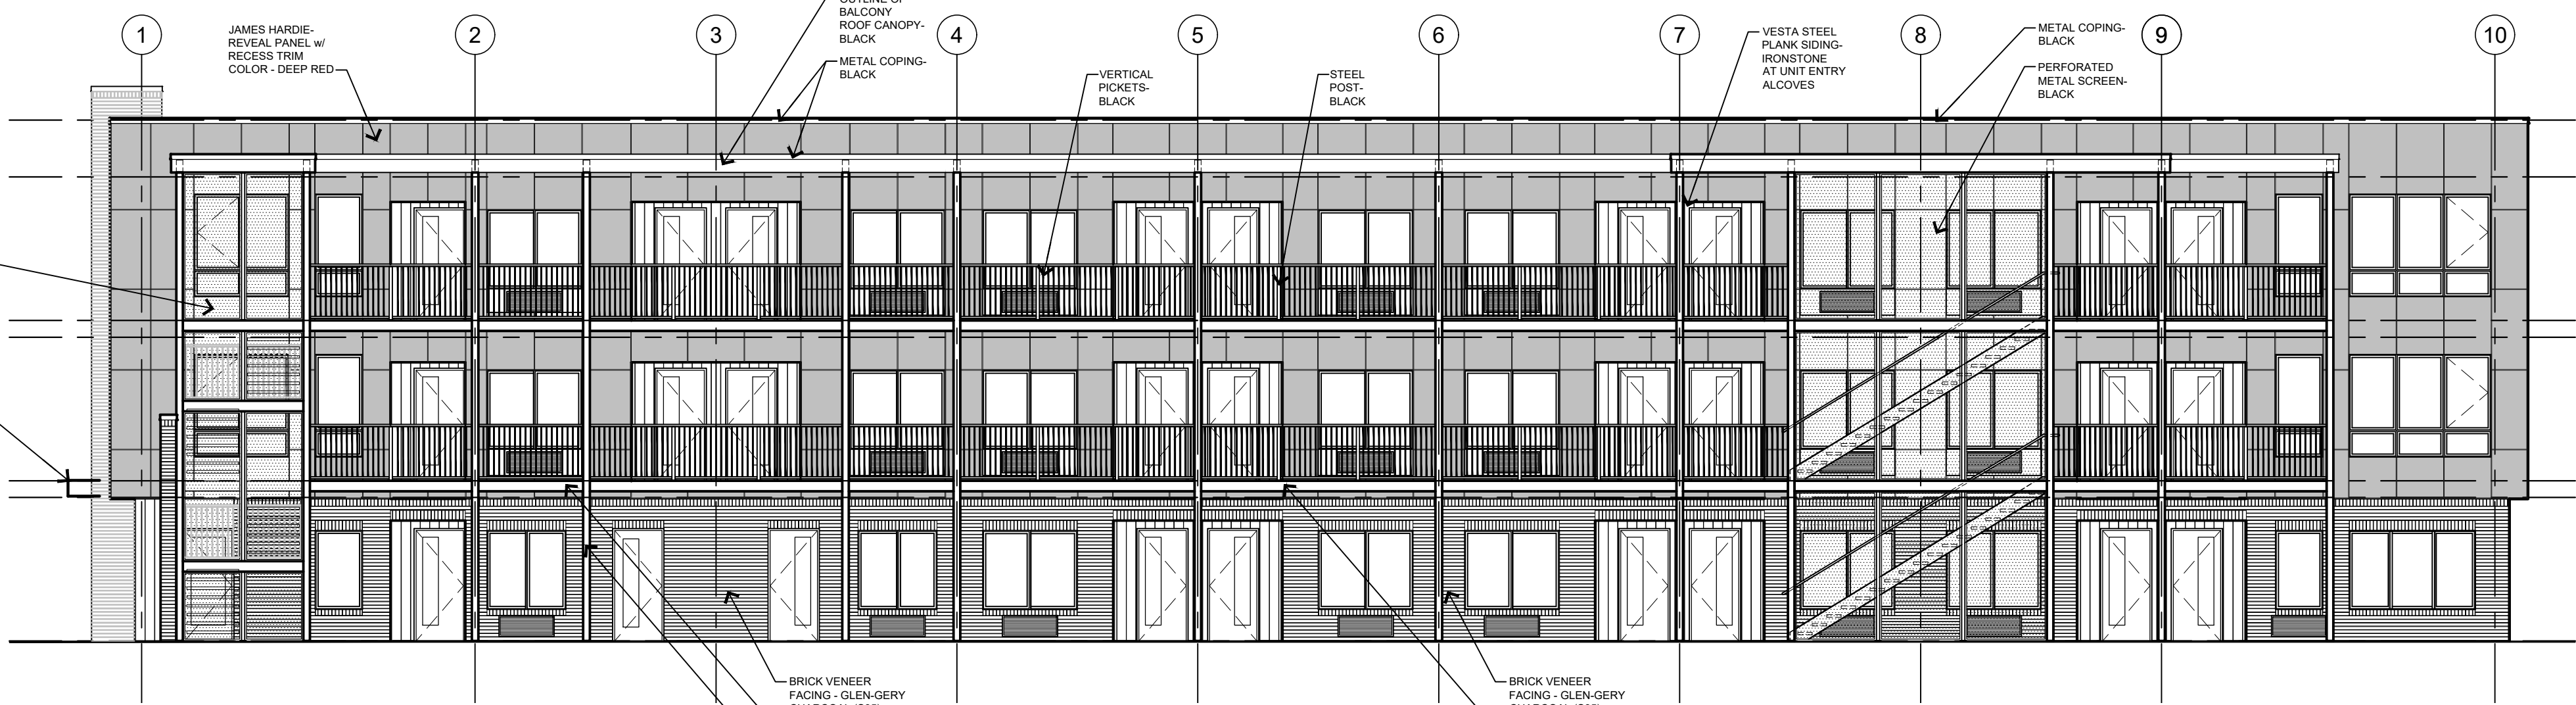 1
2
3
4
5
6
7
8
9
10
JAMES HARDIE-
REVEAL PANEL w/
RECESS TRIM
COLOR - DEEP RED
OUTLINE OF
BALCONY
ROOF CANOPY-
BLACK
METAL COPING-
BLACK
VERTICAL
PICKETS-
BLACK
STEEL
POST-
BLACK
VESTA STEEL
PLANK SIDING-
IRONSTONE
AT UNIT ENTRY
ALCOVES
METAL COPING-
BLACK
PERFORATED
METAL SCREEN-
BLACK
BRICK VENEER
FACING - GLEN-GERY
BRICK VENEER
FACING - GLEN-GERY